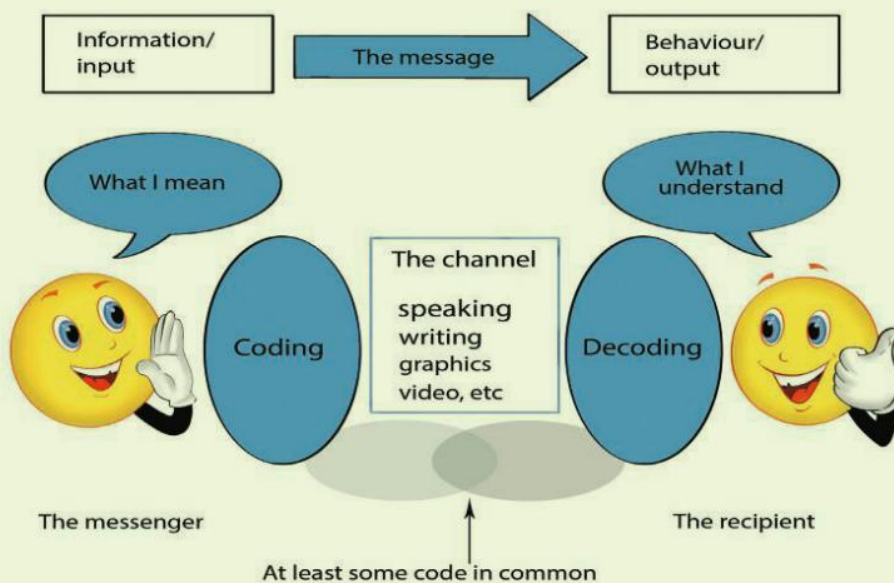 Information/
input
The message
Behaviour/
output
What I mean
What I
understand
The channel
speaking
writing
graphics
video, etc
Coding
Decoding
The messenger
The recipient
At least some code in common